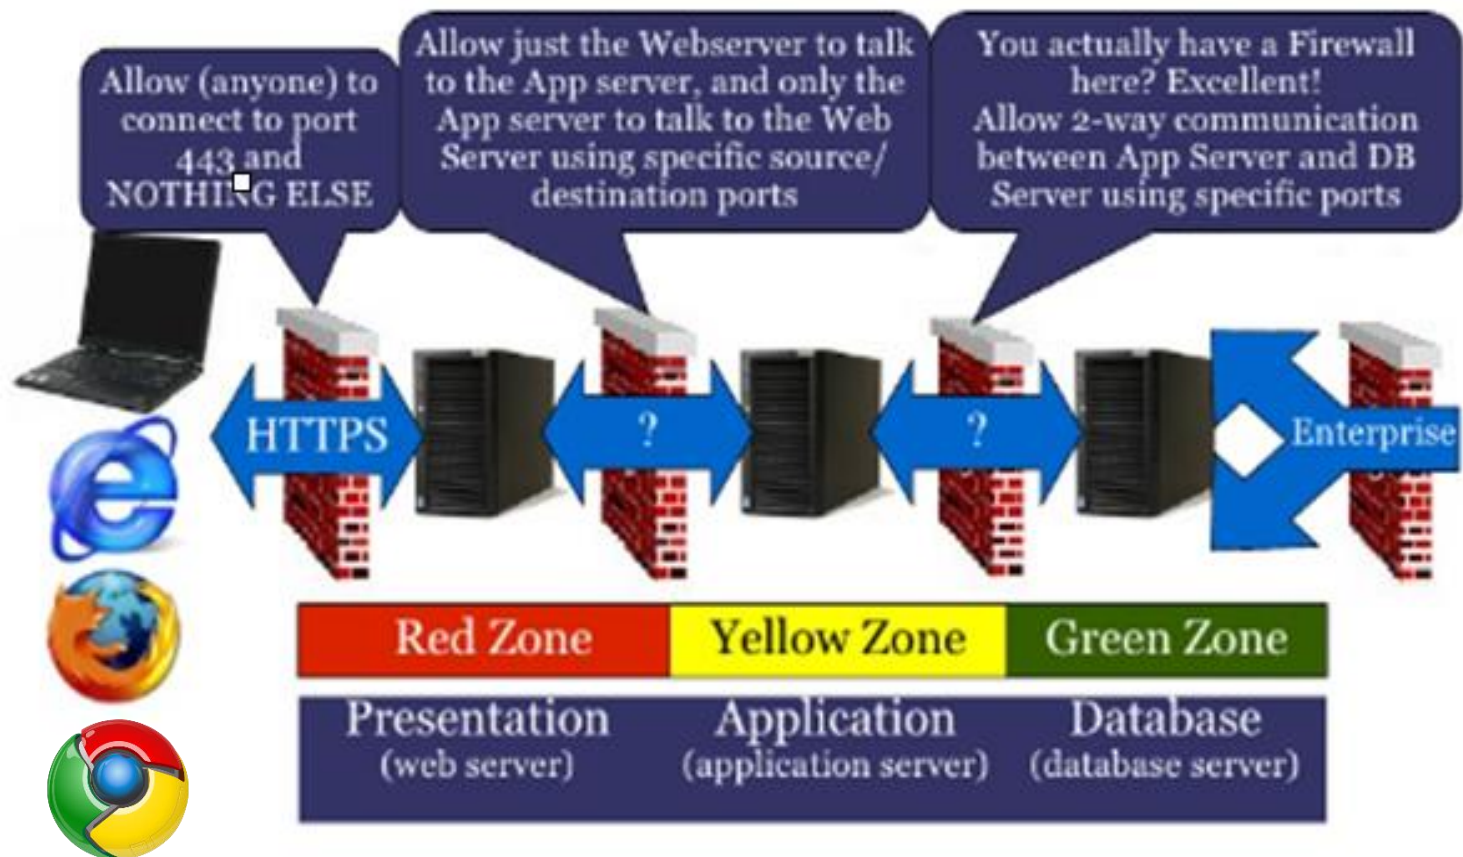 Allow (anyone) to
connect to port
443 and
NOTHING ELSE
Allow just the Webserver to talk
to the App server, and only the
App server to talk to the Web
Server using specific source/
destination ports
You actually have a Firewall
here? Excellent!
Allow 2-way communication
between App Server and DB
Server using specific ports
HTTPS
?
?
Enterprise
Red Zone
Yellow Zone
Green Zone
Presentation
(web server)
Application
(application server)
Database
(database server)